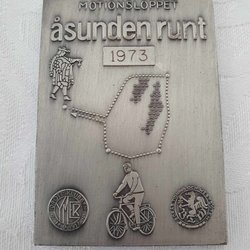 MOTIONSLOPPET
åsunden runt
1973